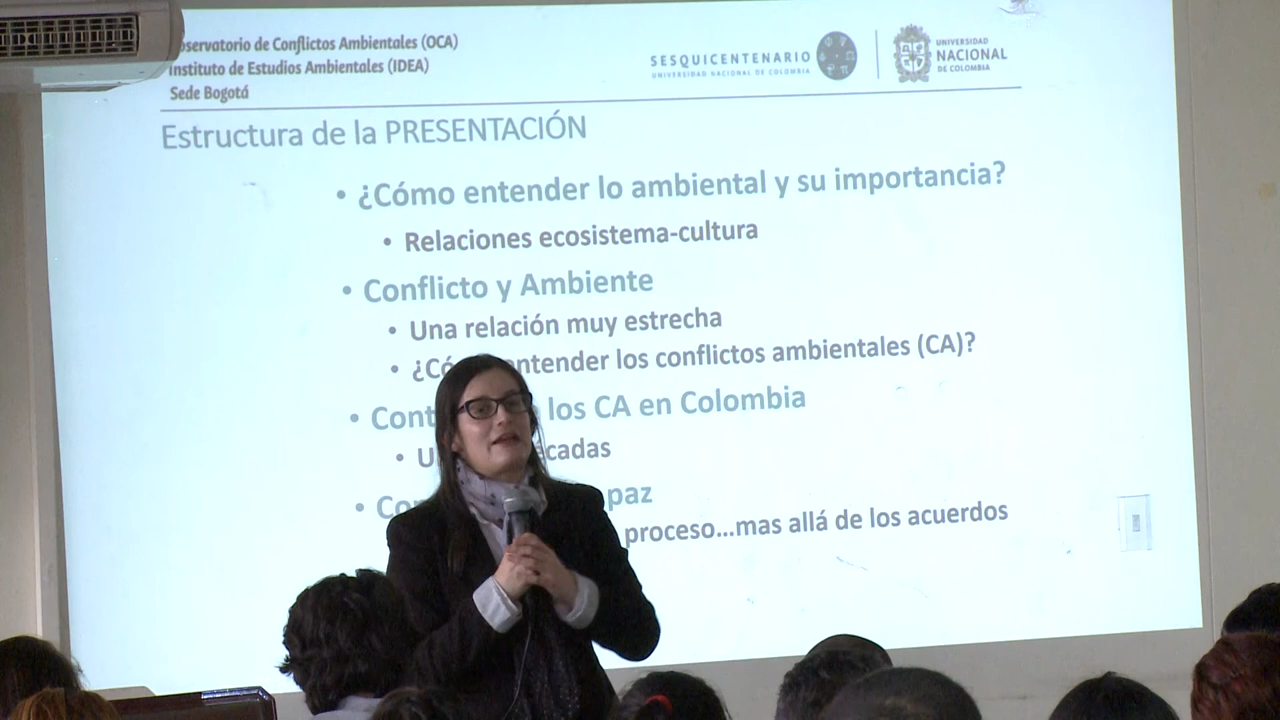 Observatorio de Conflictos Ambientales (OCA)
Instituto de Estudios Ambientales (IDEA)
Sede Bogotá
SESQUICENTENARIO
UNIVERSIDAD NACIONAL DE COLOMBIA
UNIVERSIDAD
NACIONAL
DE COLOMBIA
Estructura de la PRESENTACIÓN
• ¿Cómo entender lo ambiental y su importancia?
• Relaciones ecosistema-cultura
• Conflicto y Ambiente
• Una relación muy estrecha
• ¿Có entender los conflictos ambientales (CA)?
• Cont los CA en Colombia
• U cadas
• Co paz
proceso...mas allá de los acuerdos